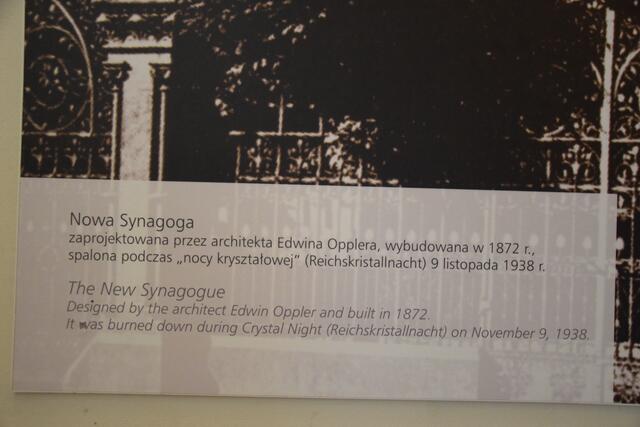 Nowa Synagoga
zaprojektowana przez architekta Edwina Opplera, wybudowana w 1872 r.,
spalona podczas „nocy kryształowej" (Reichskristallnacht) 9 listopada 1938 r.
The New Synagogue
Designed by the architect Edwin Oppler and built in 1872.
It was burned down during Crystal Night (Reichskristallnacht) on November 9, 1938.